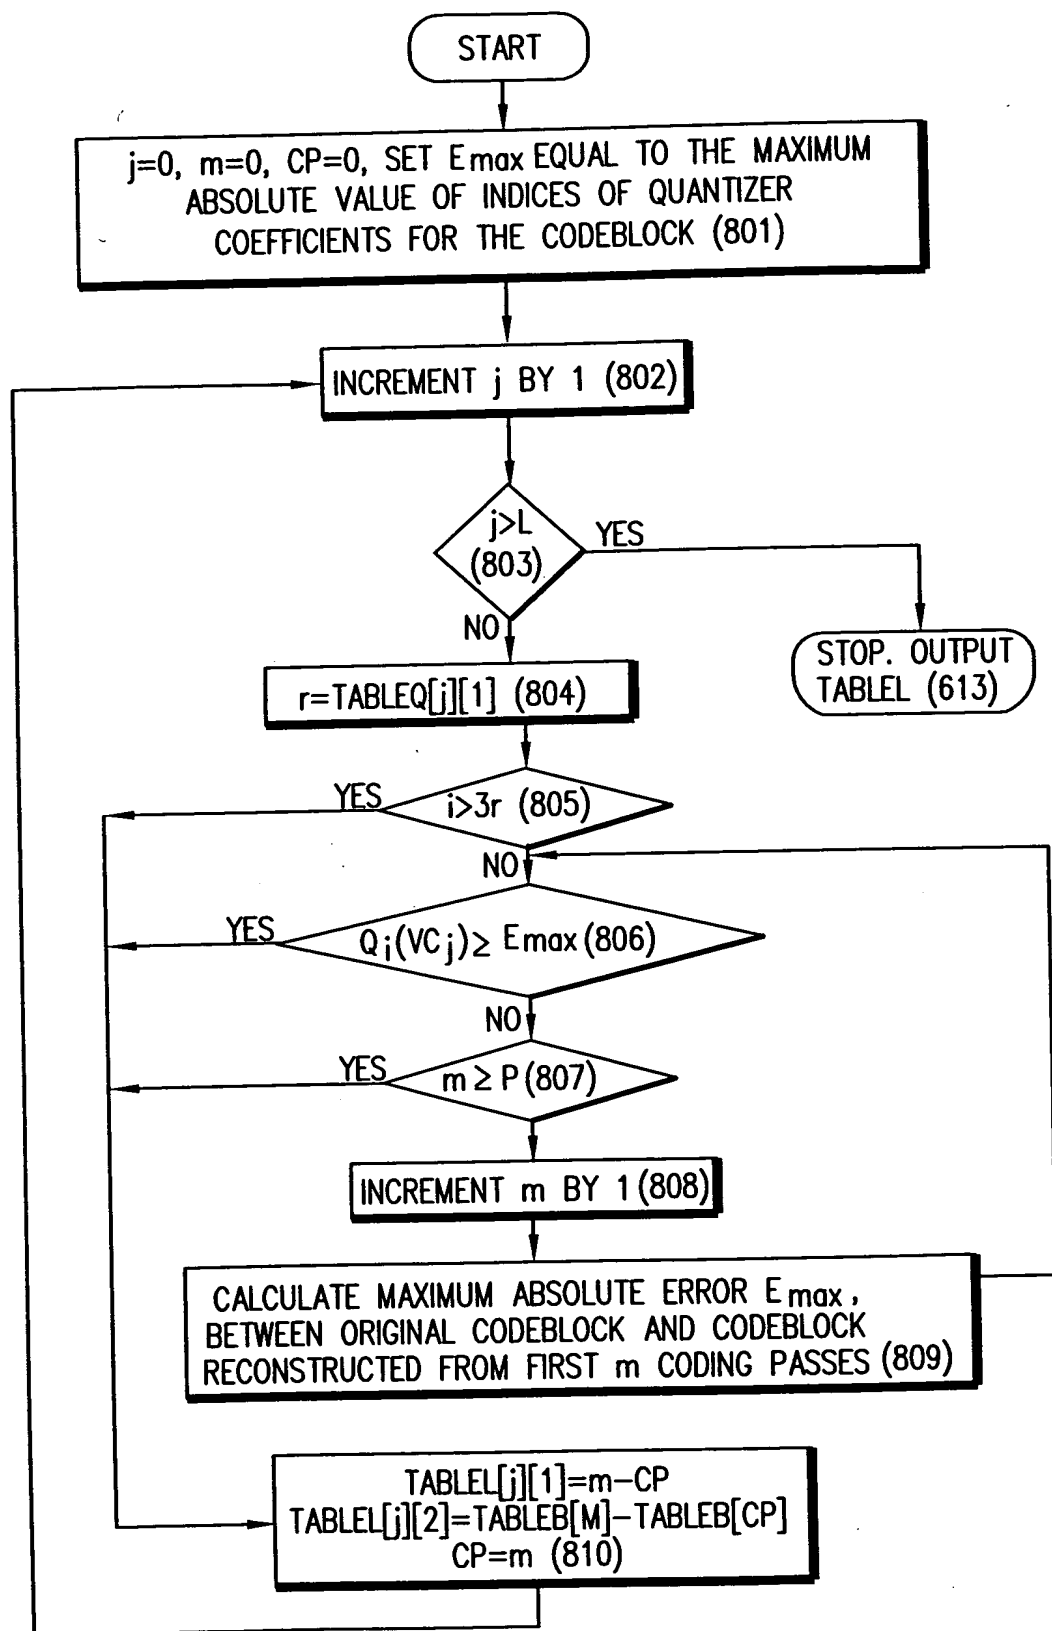 START
j=0, m=0, CP=0, SET Emax EQUAL TO THE MAXIMUM
ABSOLUTE VALUE OF INDICES OF QUANTIZER
COEFFICIENTS FOR THE CODEBLOCK (801)
INCREMENT j BY 1 (802)
j>L
(803)
YES
NO
STOP. OUTPUT
TABLEL (613)
r=TABLEQ[j][1] (804)
YES
i>3r (805)
NO
YES
Qi(VCj)≥ Emax (806)
NO
YES
m ≥ P (807)
INCREMENT m BY 1 (808)
CALCULATE MAXIMUM ABSOLUTE ERROR Emax,
BETWEEN ORIGINAL CODEBLOCK AND CODEBLOCK
RECONSTRUCTED FROM FIRST m CODING PASSES (809)
TABLEL[j][1]=m-CP
TABLEL[j][2]=TABLEB[M]-TABLEB[CP]
CP=m (810)